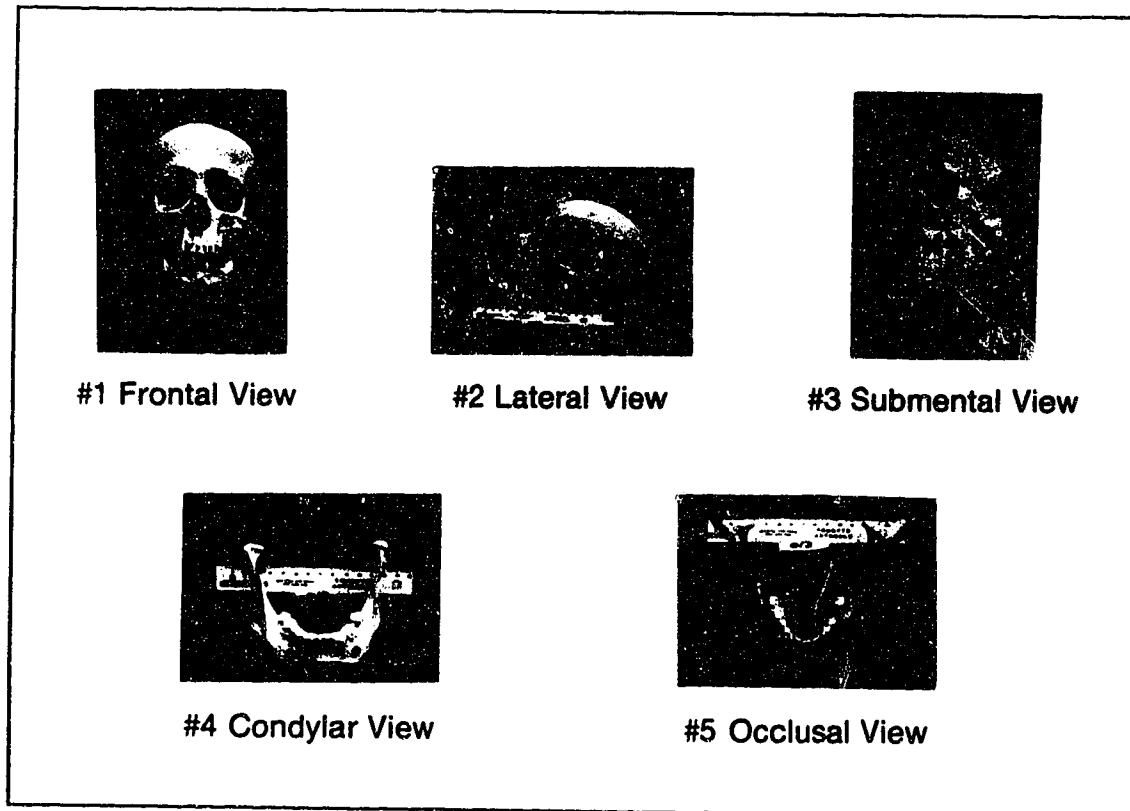 #1 Frontal View
#2 Lateral View
#3 Submental View
#4 Condylar View
#5 Occlusal View